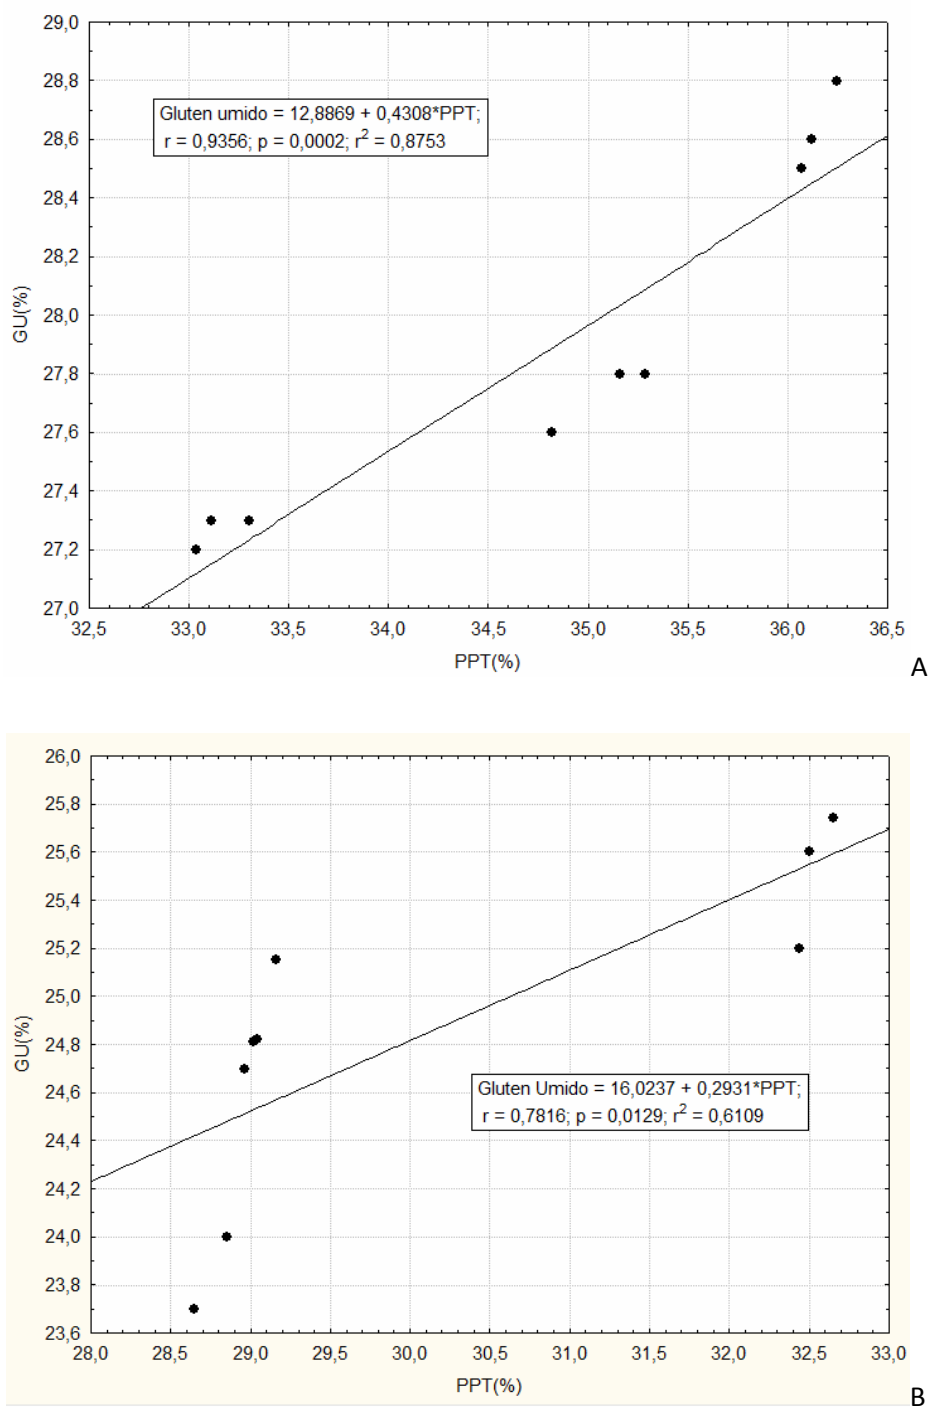 29,0
28,8
28,6
28,4
28,2
28,0
27,8
27,6
27,4
27,2
27,0
GU(%)
Gluten umido = 12,8869 + 0,4308*PPT;
r = 0,9356; p = 0,0002; r² = 0,8753
32,5 33,0 33,5 34,0 34,5 35,0 35,5 36,0 36,5
PPT(%)
A
26,0
25,8
25,6
25,4
25,2
25,0
24,8
24,6
24,4
24,2
24,0
23,8
23,6
GU(%)
Gluten Umido = 16,0237 + 0,2931*PPT;
r = 0,7816; p = 0,0129; r² = 0,6109
28,0 28,5 29,0 29,5 30,0 30,5 31,0 31,5 32,0 32,5 33,0
PPT(%)
B